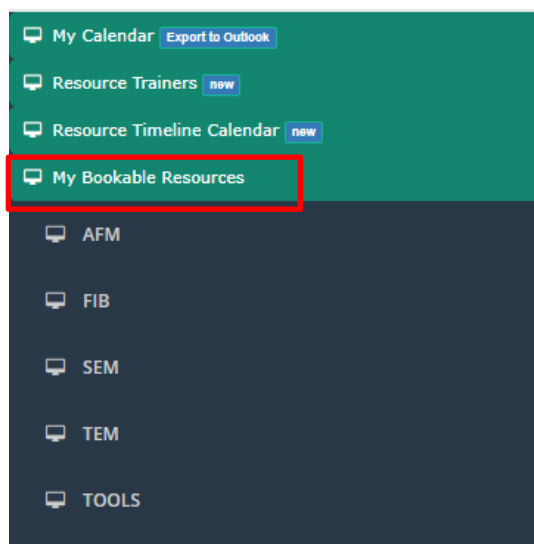 My Calendar Export to Outlook
Resource Trainers new
Resource Timeline Calendar new
My Bookable Resources
AFM
FIB
SEM
TEM
TOOLS